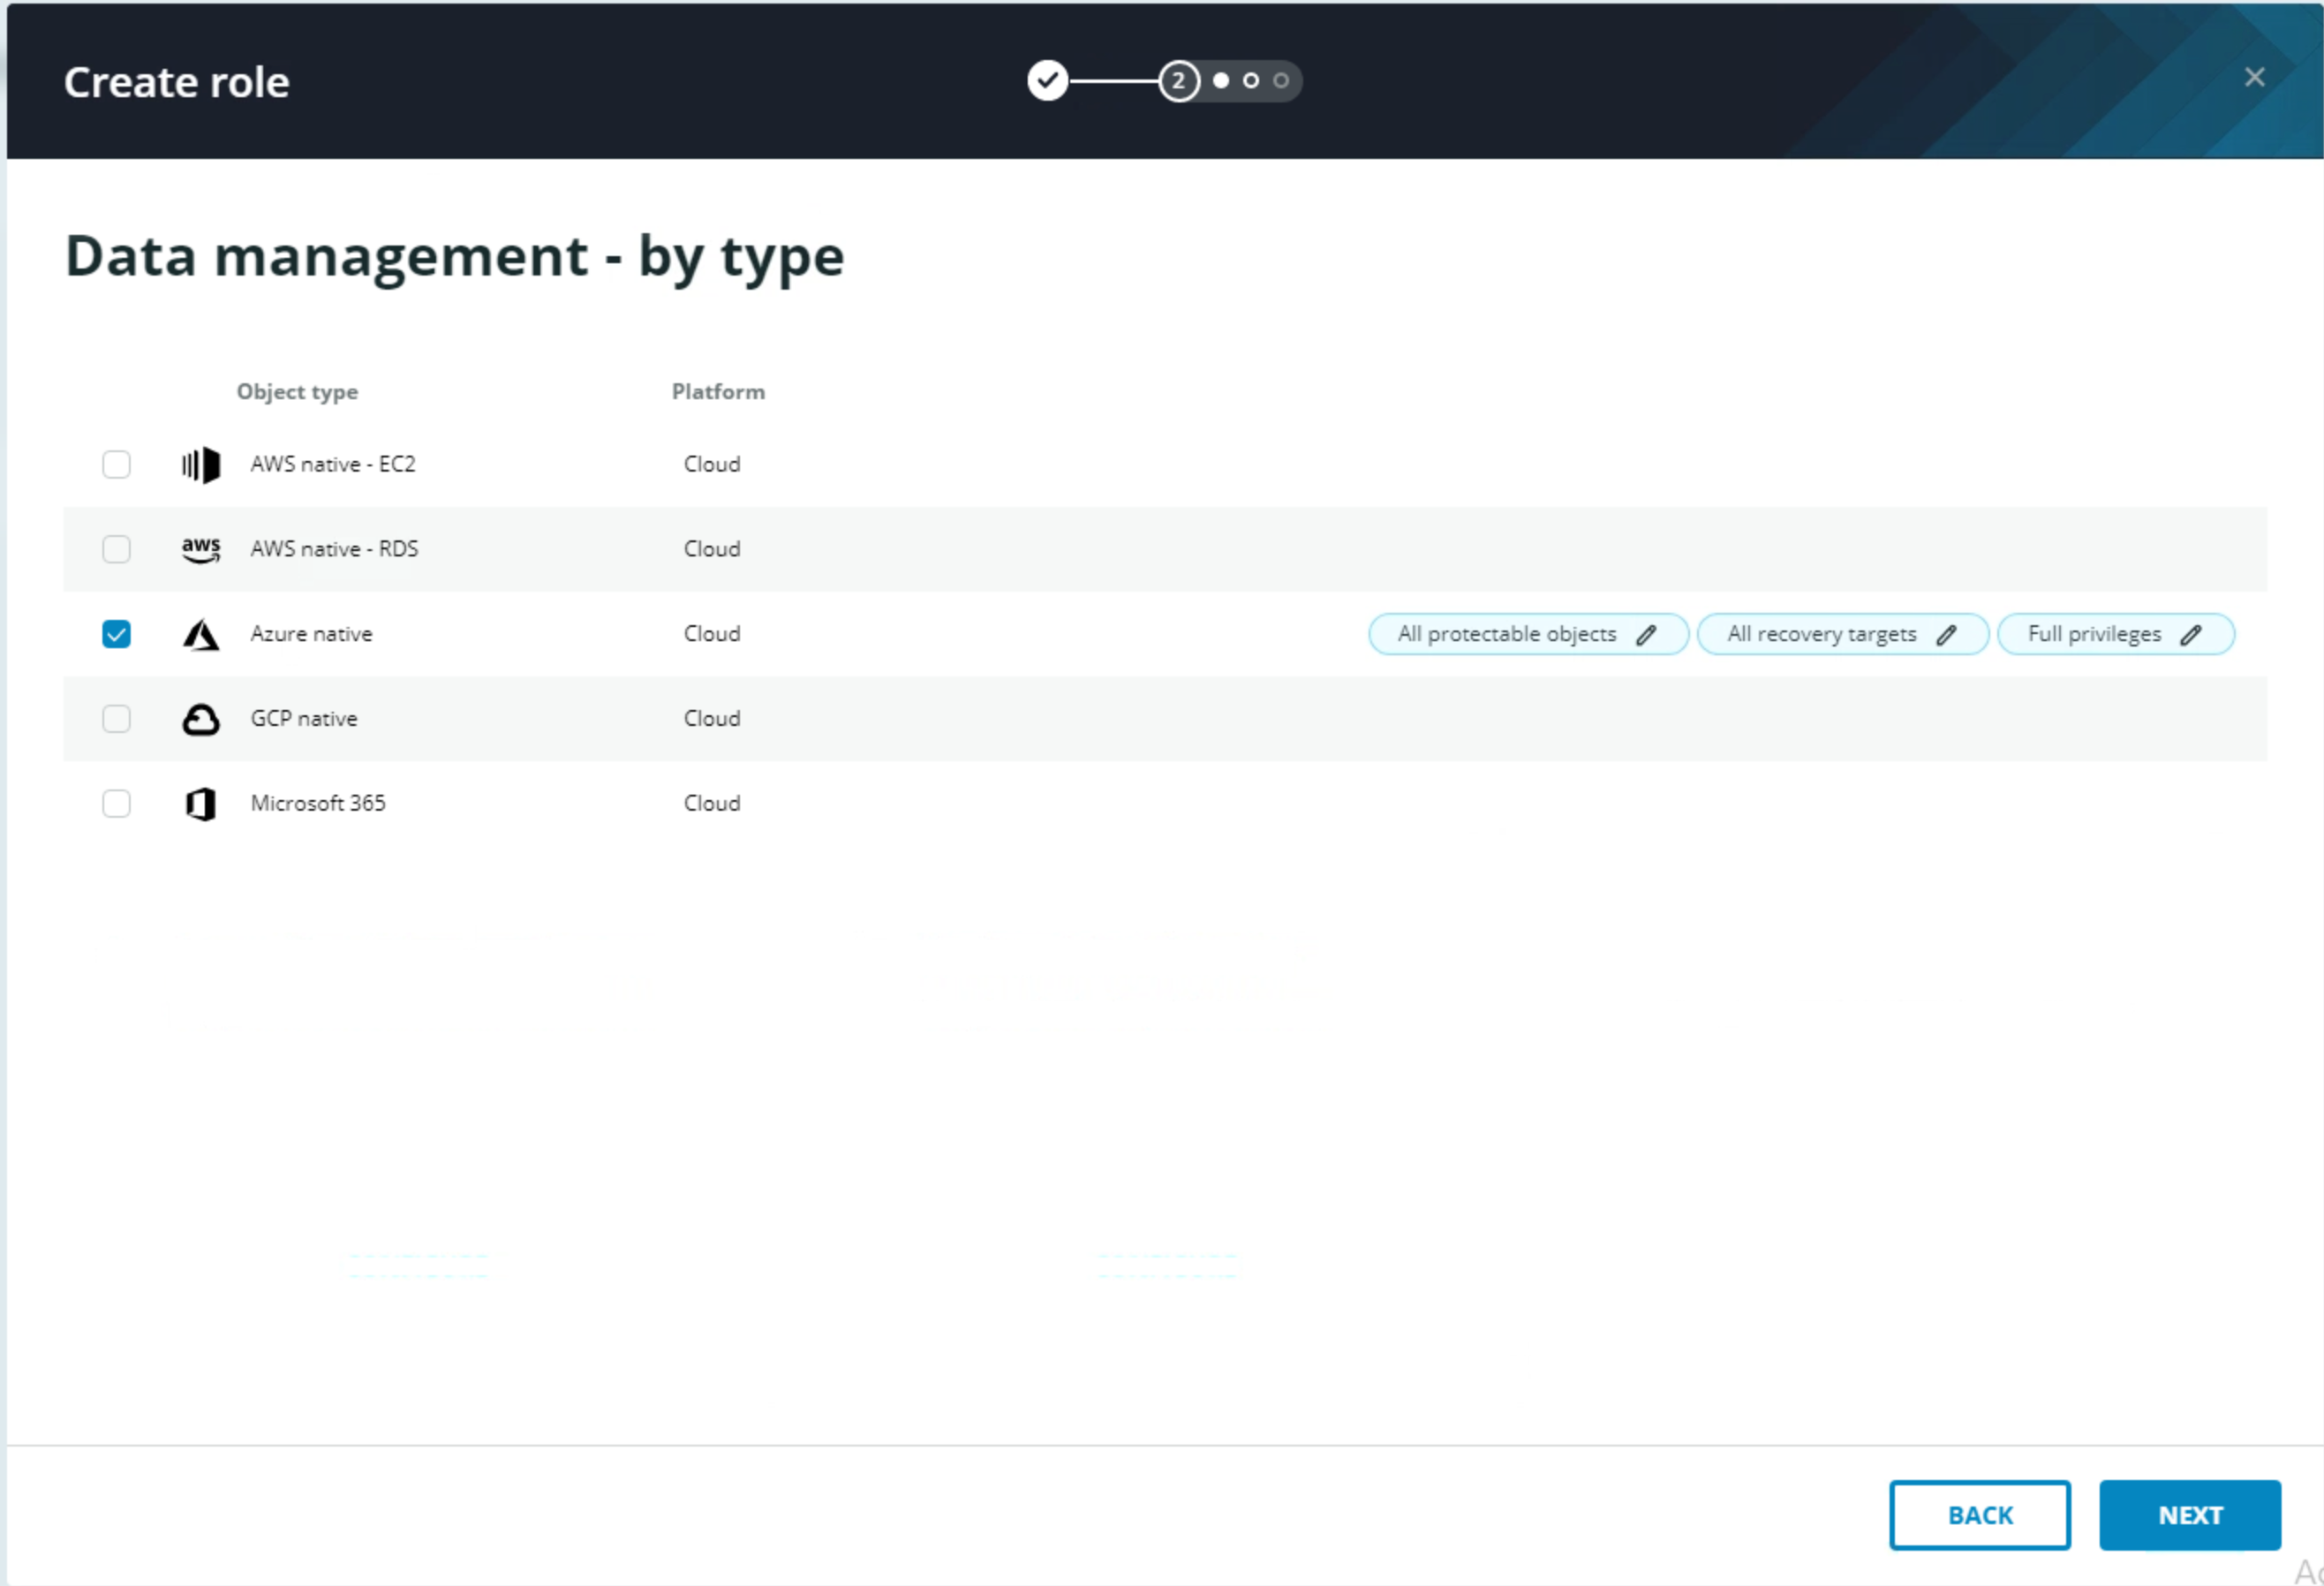 Create role
2
Data management - by type
Object type Platform
AWS native - EC2 Cloud
aws AWS native - RDS Cloud
Azure native Cloud All protectable objects All recovery targets Full privileges
GCP native Cloud
Microsoft 365 Cloud
BACK NEXT